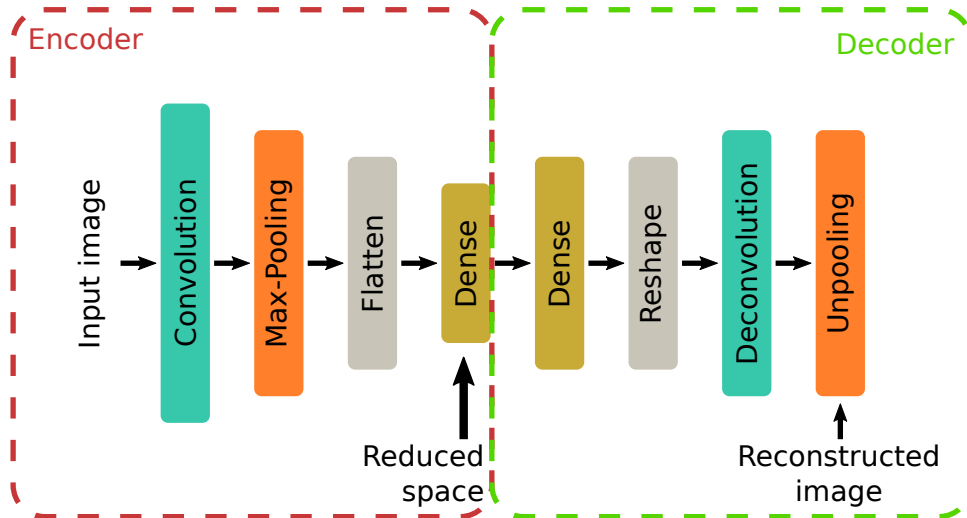 Encoder
Decoder
Input image
Convolution
Max-Pooling
Flatten
Dense
Dense
Reshape
Deconvolution
Unpooling
Reduced
space
Reconstructed
image